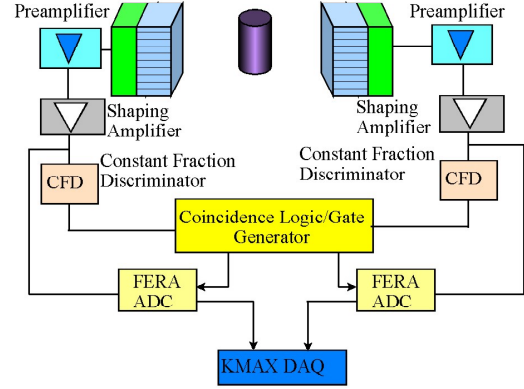 Preamplifier
Preamplifier
Shaping
Amplifier
Shaping
Amplifier
Constant Fraction
Discriminator
Constant Fraction
Discriminator
CFD
CFD
Coincidence Logic/Gate
Generator
FERA
ADC
FERA
ADC
KMAX DAQ